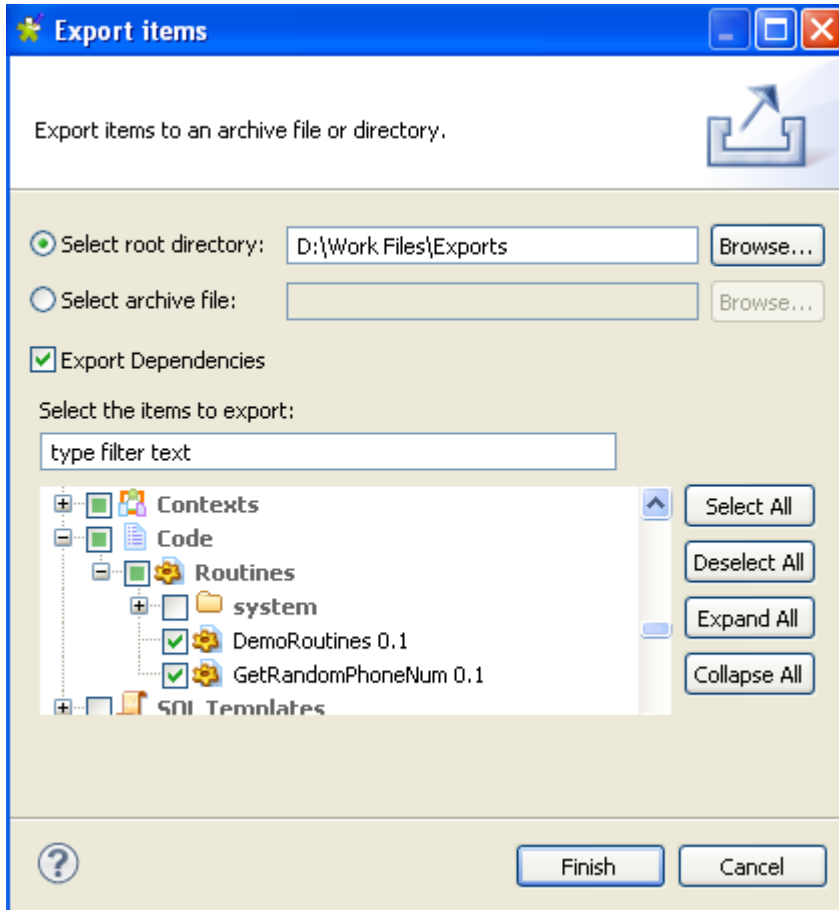 Export items
Export items to an archive file or directory.
Select root directory: D:\Work Files\Exports Browse...
Select archive file: Browse...
Export Dependencies
Select the items to export:
type filter text
Contexts
Code
Routines
system
DemoRoutines 0.1
GetRandomPhoneNum 0.1
SQL Templates
Select All
Deselect All
Expand All
Collapse All
? Finish Cancel